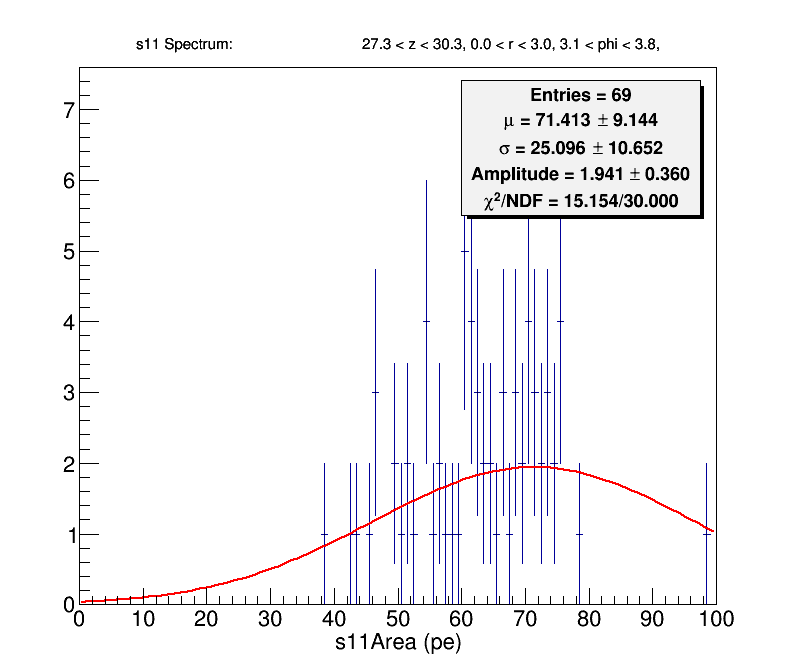 s11 Spectrum: 27.3 < z < 30.3, 0.0 < r < 3.0, 3.1 < phi < 3.8,
Entries = 69
μ = 71.413 ± 9.144
σ = 25.096 ± 10.652
Amplitude = 1.941 ± 0.360
χ²/NDF = 15.154/30.000
7
6
5
4
3
2
1
0
0 10 20 30 40 50 60 70 80 90 100
s11Area (pe)